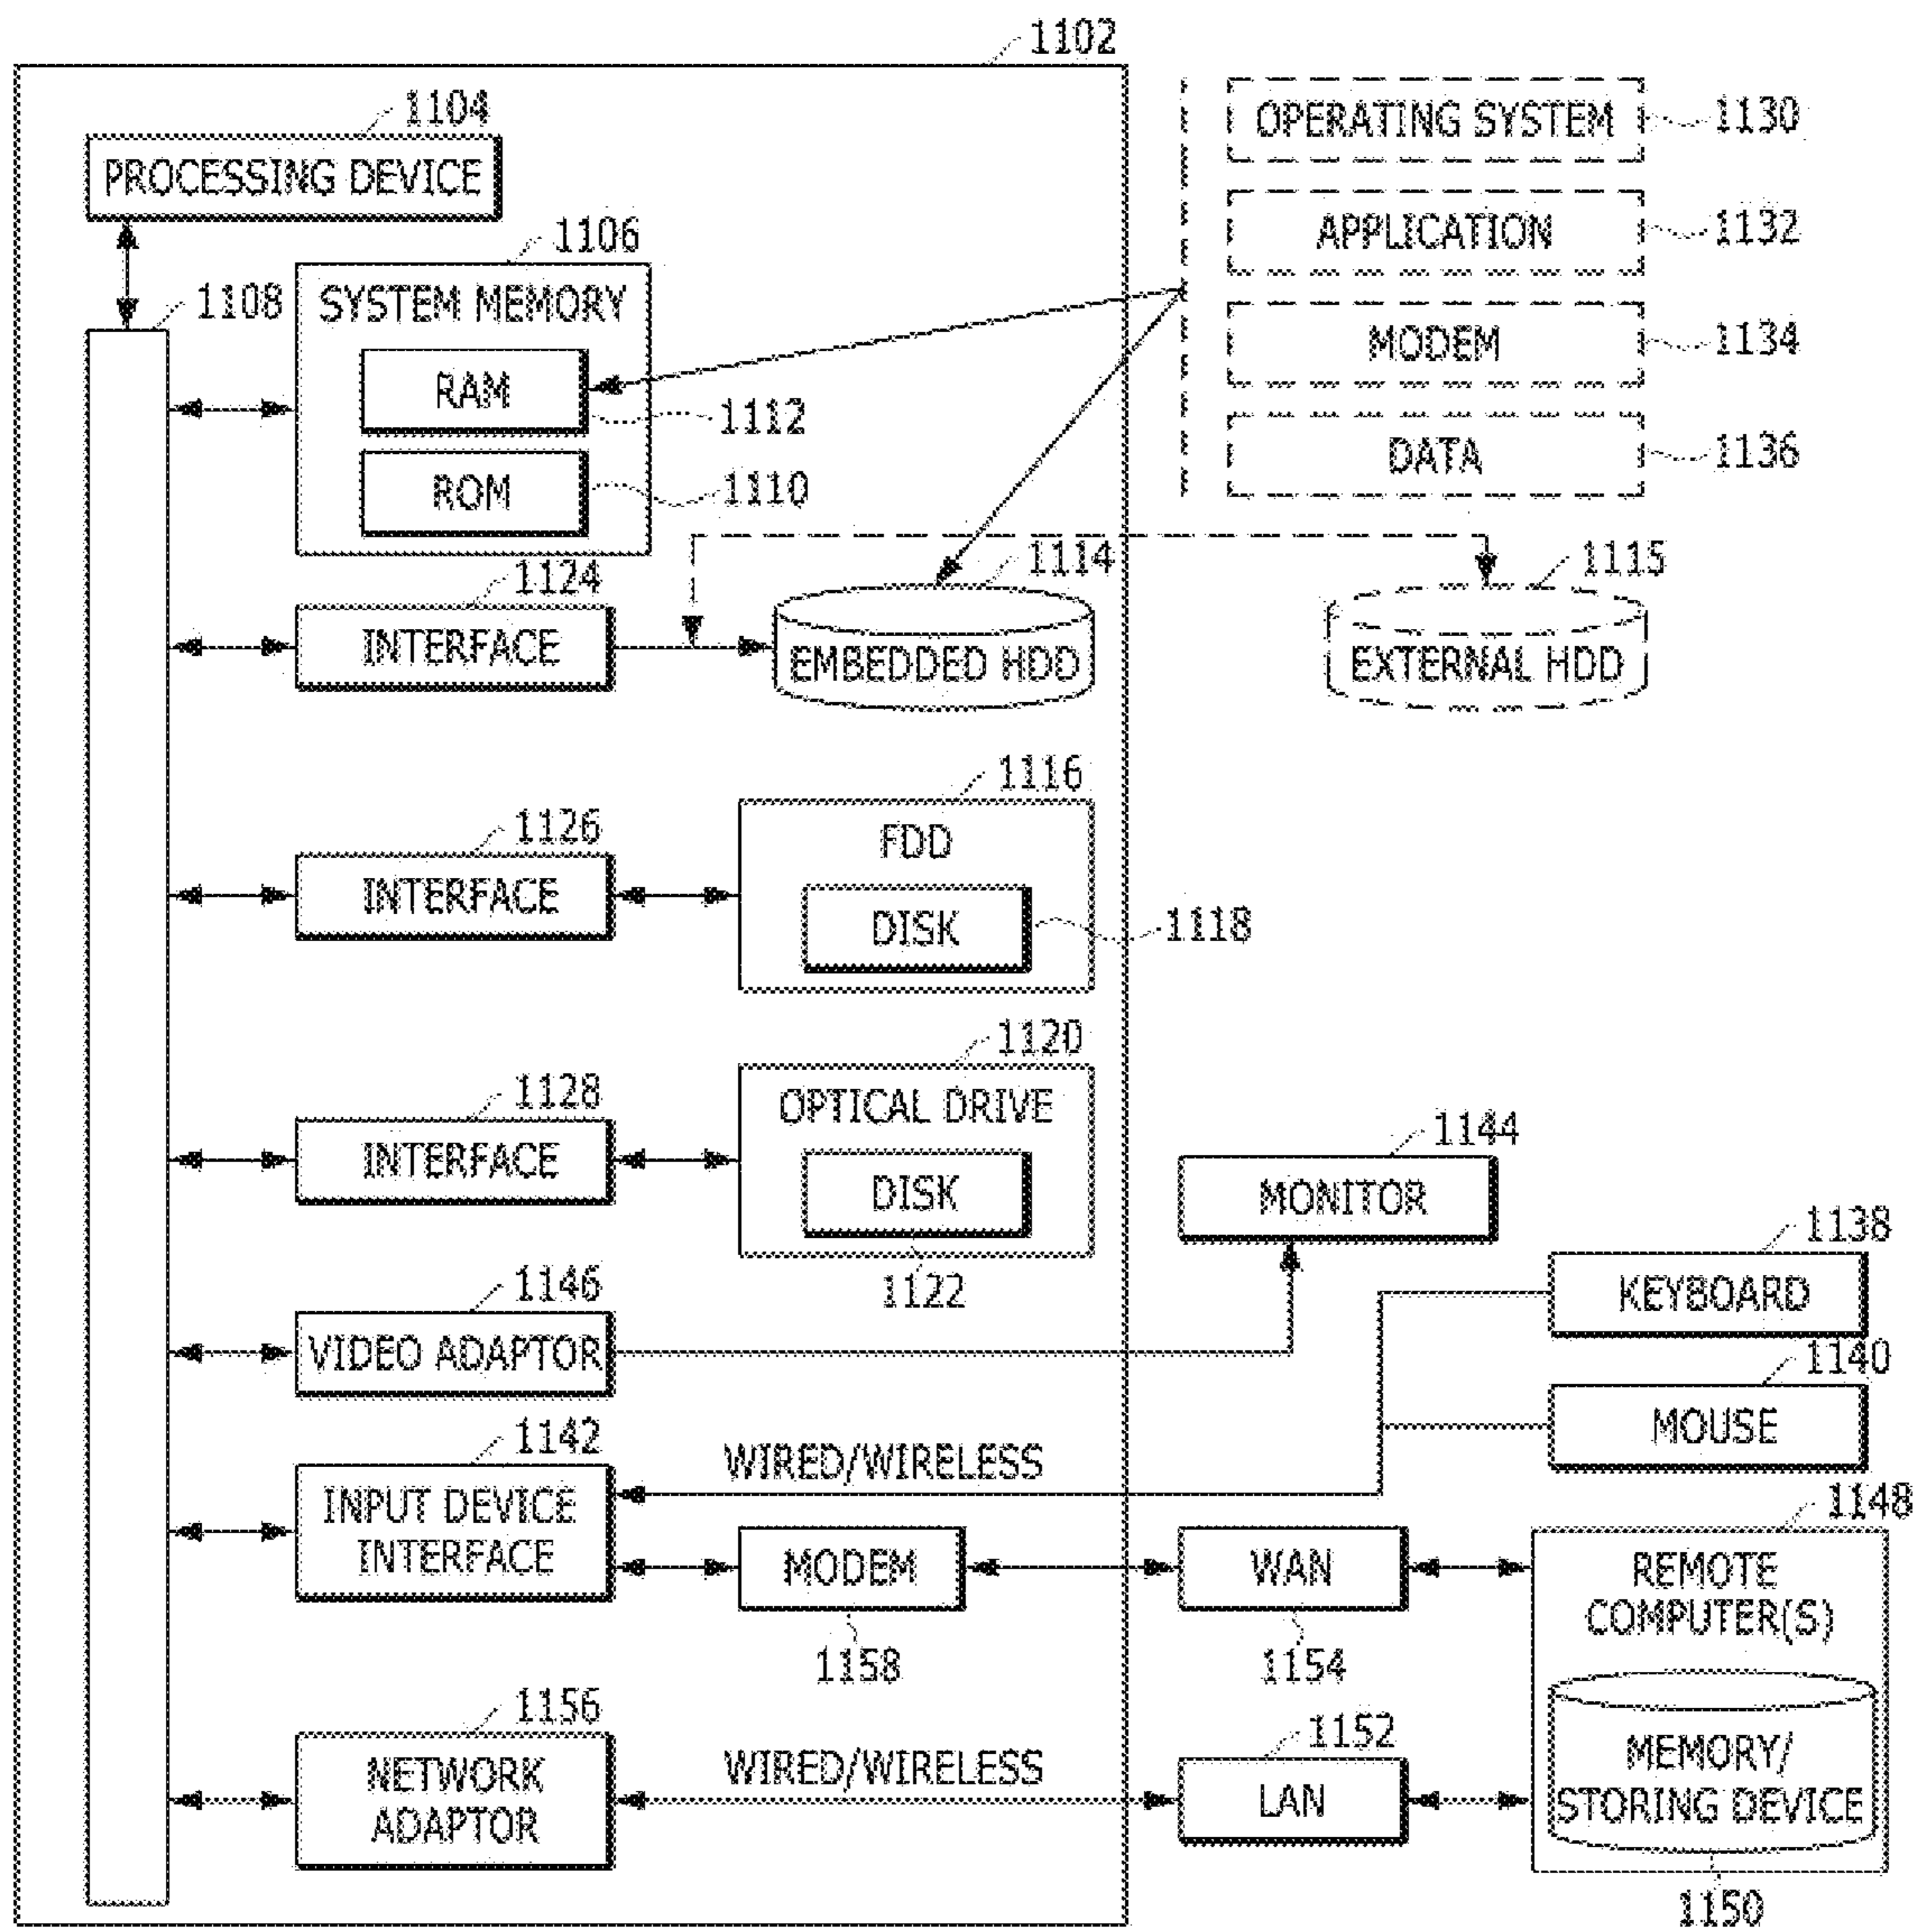 1102
1104
PROCESSING DEVICE
1130
OPERATING SYSTEM
1132
APPLICATION
1134
MODEM
1136
DATA
1106
SYSTEM MEMORY
1108
RAM
1112
ROM
1110
1124
INTERFACE
1114
EMBEDDED HDD
1115
EXTERNAL HDD
1126
INTERFACE
1116
FDD
DISK
1118
1128
INTERFACE
1120
OPTICAL DRIVE
DISK
1122
1144
MONITOR
1138
KEYBOARD
1146
VIDEO ADAPTOR
1140
MOUSE
1142
INPUT DEVICE
INTERFACE
WIRED/WIRELESS
MODEM
1158
WAN
1154
1148
REMOTE
COMPUTER(S)
1156
NETWORK
ADAPTOR
WIRED/WIRELESS
1152
LAN
MEMORY/
STORING DEVICE
1150